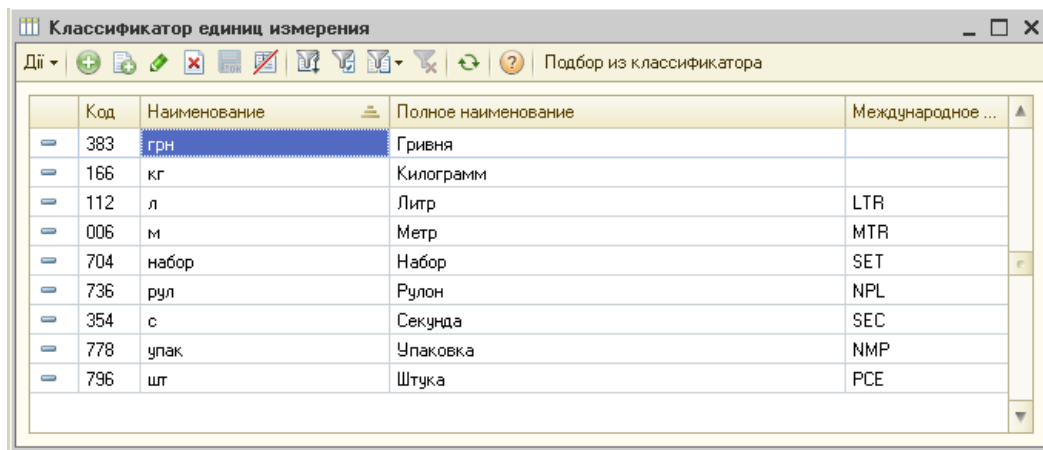 Классификатор единиц измерения
Дії Подбор из классификатора
Код Наименование Полное наименование Международное ...
383 грн Гривня
166 кг Килограмм
112 л Литр LTR
006 м Метр MTR
704 набор Набор SET
736 рул Рулон NPL
354 с Секунда SEC
778 упак Упаковка NMP
796 шт Штука PCE